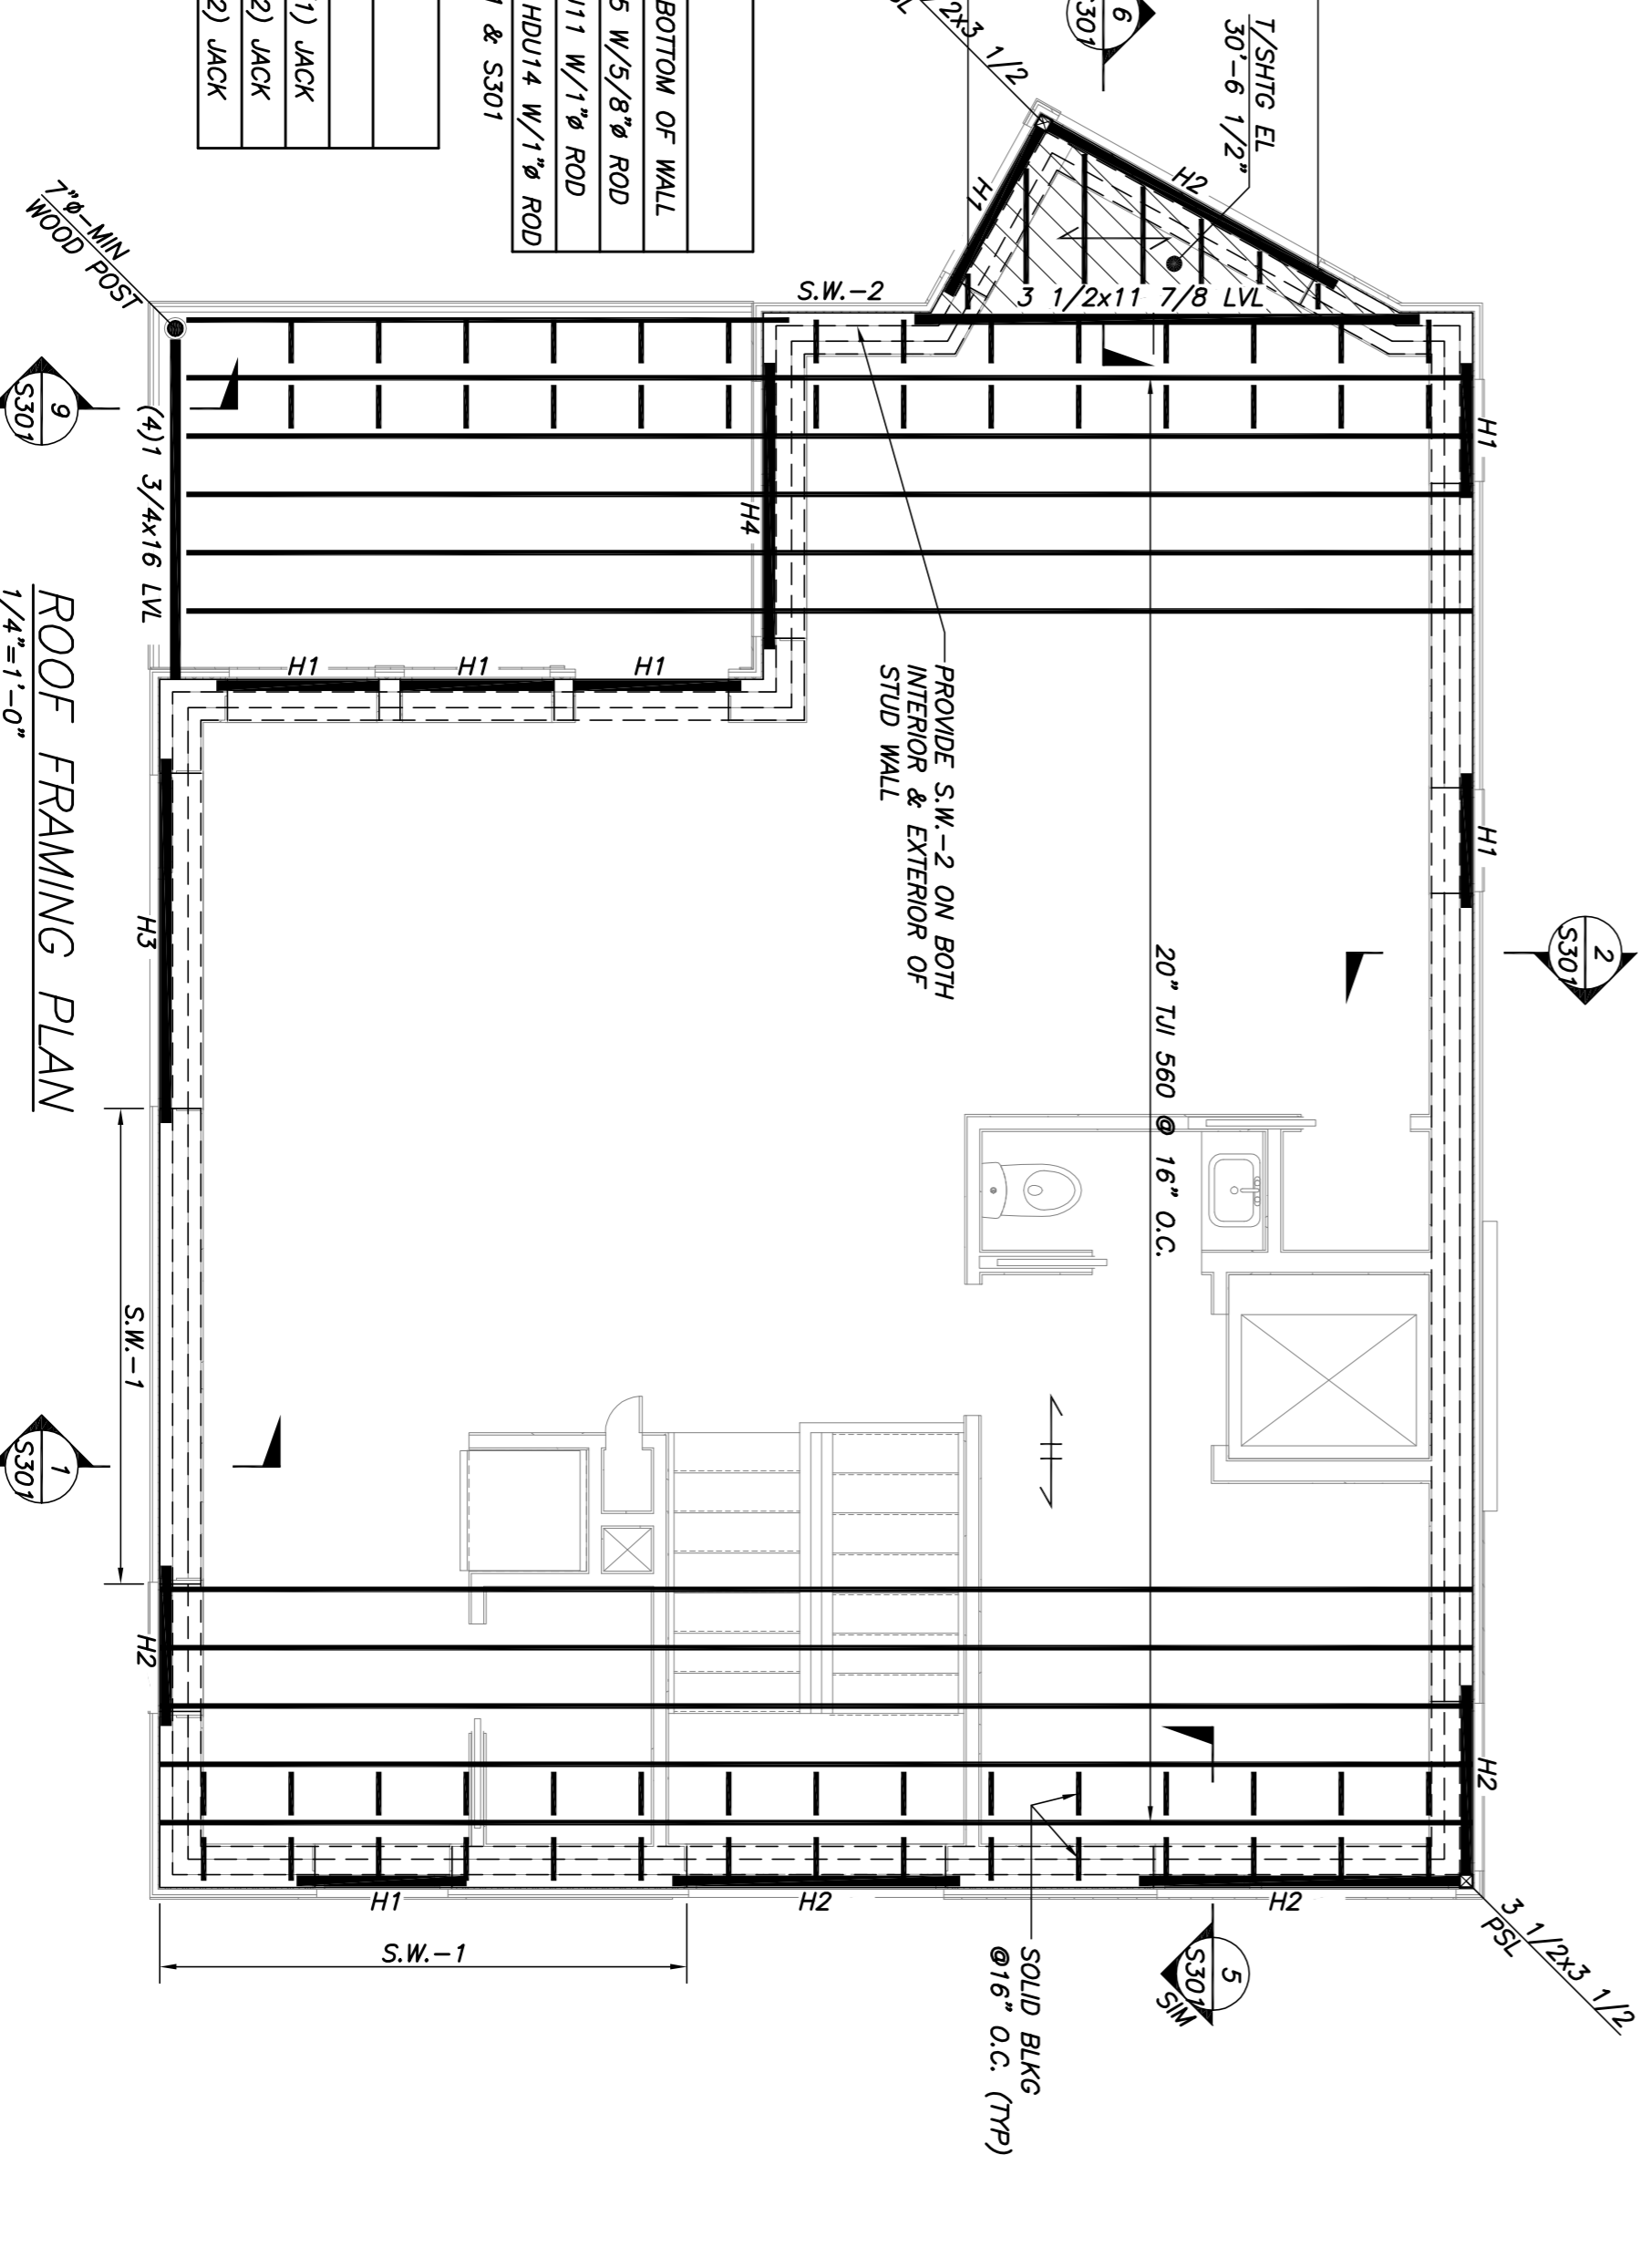 T/SHTG EL
30'-6 1/2"
6
S301
2x3 1/2
H2
H1
3 1/2x11 7/8 LVL
S.W.-2
BOTTOM OF WALL
5 W/5/8"ø ROD
W/1"ø ROD
HDU14 W/1"ø ROD
& S301
1) JACK
2) JACK
2) JACK
7"ø-MIN
WOOD POST
9
S301
(4)1 3/4x16 LVL
H4
H1
H1
H1
H1
H1
2
S301
PROVIDE S.W.-2 ON BOTH
INTERIOR & EXTERIOR OF
STUD WALL
20" TJI 560 @ 16" O.C.
H3
S.W.-1
1
S301
H2
H2
H1
H2
H2
S.W.-1
SOLID BLKG
@16" O.C. (TYP)
5
S301
SIM
3 1/2x3 1/2
PSL
ROOF FRAMING PLAN
1/4"=1'-0"